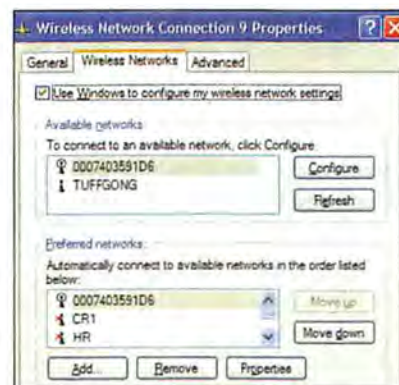 Wireless Network Connection 9 Properties
General Wireless Networks Advanced
Use Windows to configure my wireless network settings
Available networks
To connect to an available network, click Configure
0007403591D6 Configure
TUFFGONG
Refresh
Preferred networks:
Automatically connect to available networks in the order listed
below:
0007403591D6 Move up
CR1
HR Move down
Add... Remove Properties